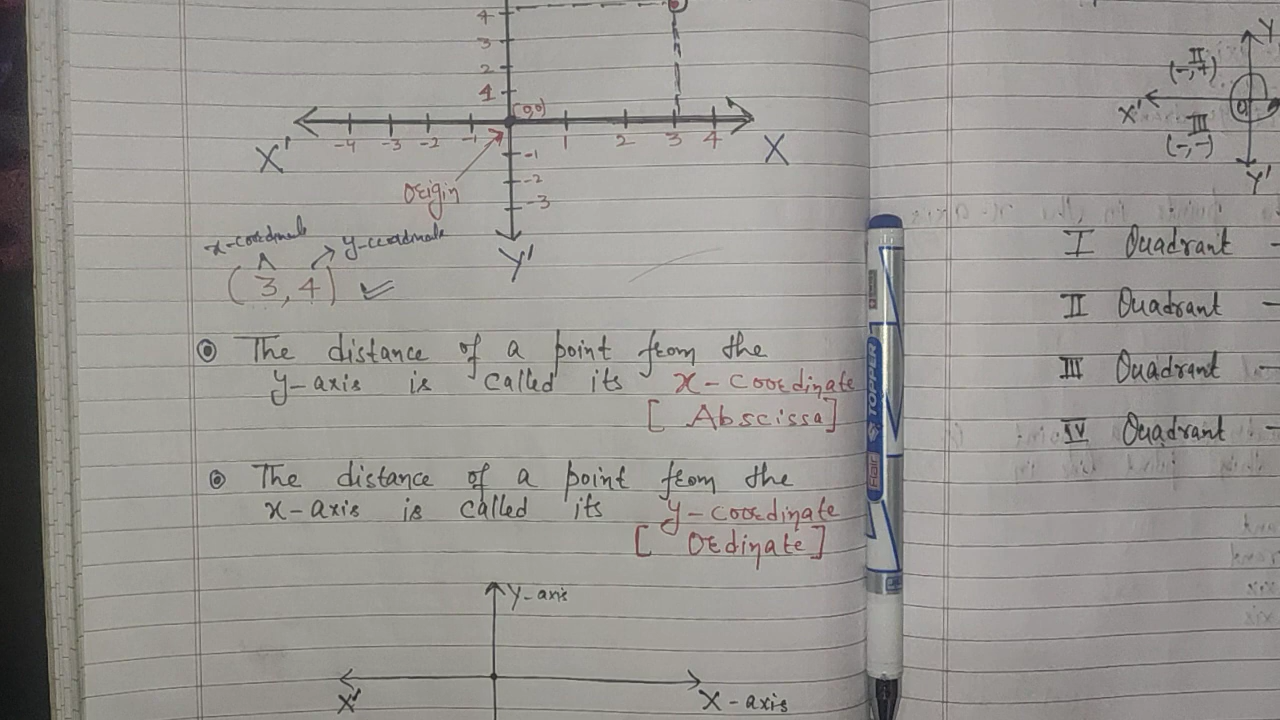 4
3
2
1
(0,0)
-4 -3 -2 -1 1 2 3 4
X' X
-1
Origin
-2
-3
Y'
x-coordinate
y-coordinate
(3, 4)
The distance of a point from the
y-axis is called its x-coordinate
[Abscissa]
The distance of a point from the
x-axis is called its y-coordinate
[Ordinate]
Y-axis
X' X-axis
TOPPER
Y
II
(-,+)
X' 0
III
(-,-)
Y'
I Quadrant -
II Quadrant -
III Quadrant -
IV Quadrant -